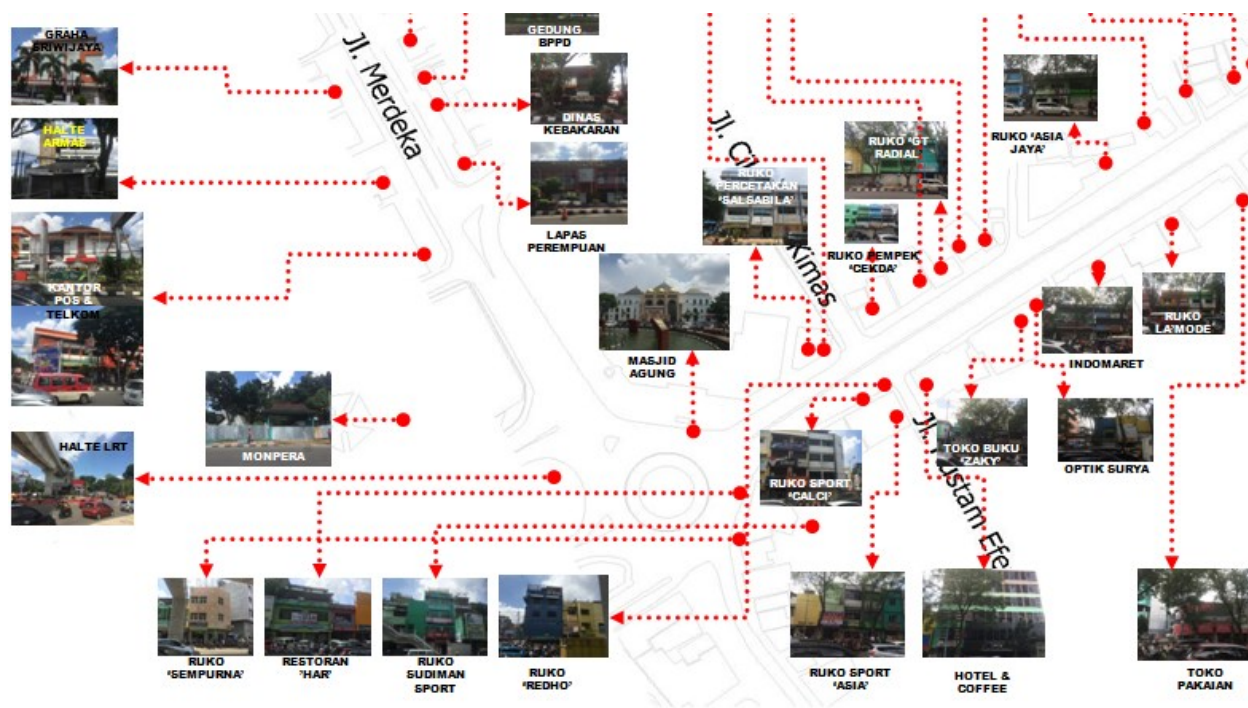 GRAHA
SRIWIJAYA
Jl. Merdeka
GEDUNG
BPPD
DINAS
KEBAKARAN
HALTE
ARMAS
LAPAS
PEREMPUAN
KANTOR
POS &
TELKOM
MONPERA
HALTE LRT
Jl. Ci
Kimas
RUKO
PERCETAKAN
'SALSABILA'
RUKO 'GT
RADIAL
RUKO PEMPEK
'CEKDA'
RUKO 'ASIA
JAYA'
MASJID
AGUNG
RUKO
LA'MODE
INDOMARET
RUKO SPORT
'CALCI'
Jl.
ustam Efe
TOKO BUKU
'ZAKY'
OPTIK SURYA
RUKO
'SEMPURNA'
RESTORAN
'HAR'
RUKO
SUDIMAN
SPORT
RUKO
'REDHO'
RUKO SPORT
'ASIA'
HOTEL &
COFFEE
TOKO
PAKAIAN